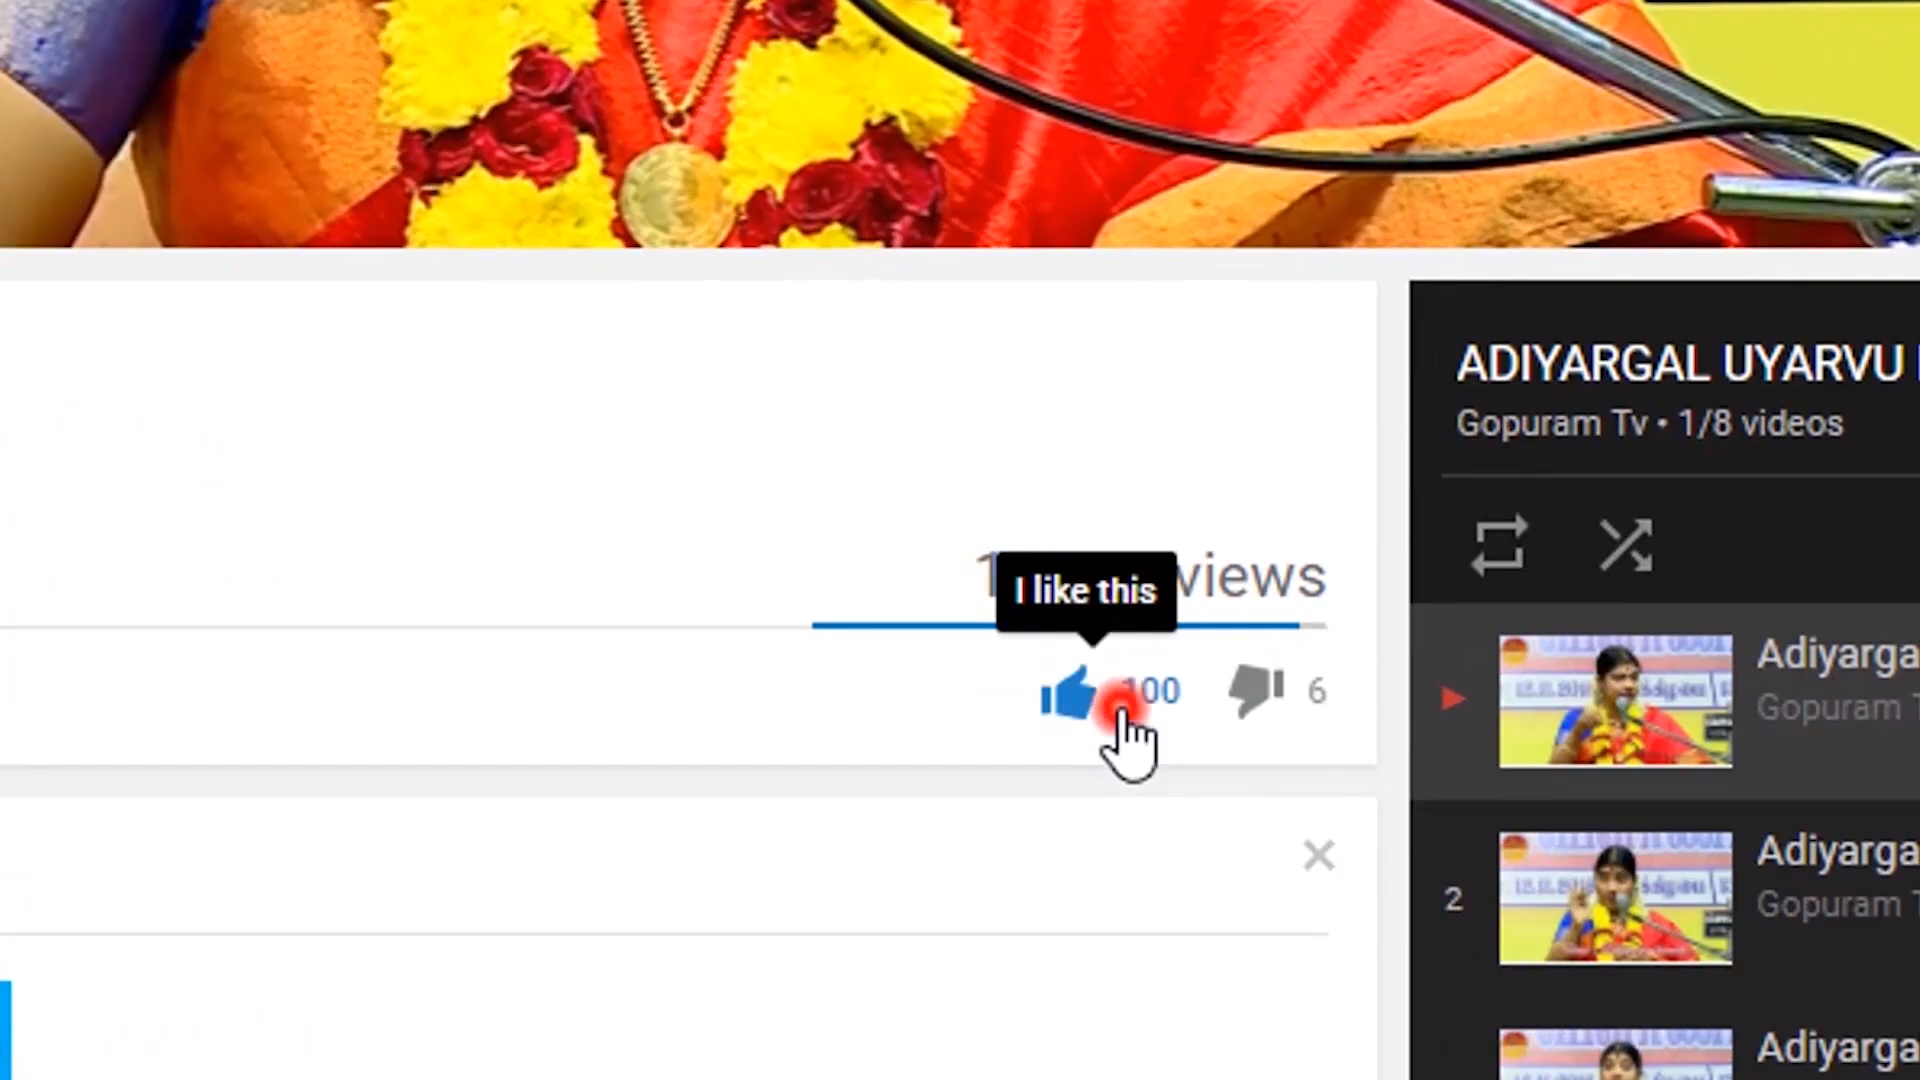 ADIYARGAL UYARVU
Gopuram Tv • 1/8 videos
views
I like this
100
6
Adiyarga
Gopuram T
2
Adiyarga
Gopuram T
Adiyarga